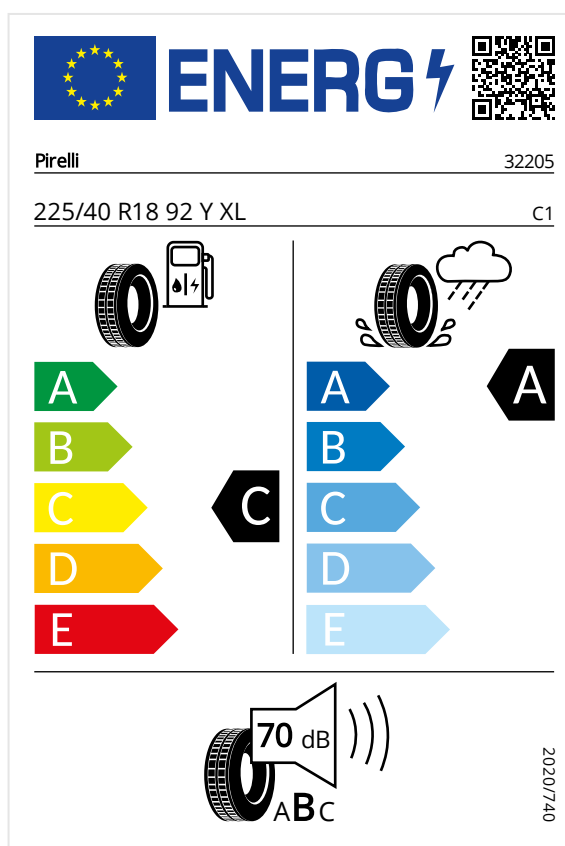 ENERG
Pirelli 32205
225/40 R18 92 Y XL C1
A A A
B B
C C C
D D
E E
70 dB
ABC
2020/740